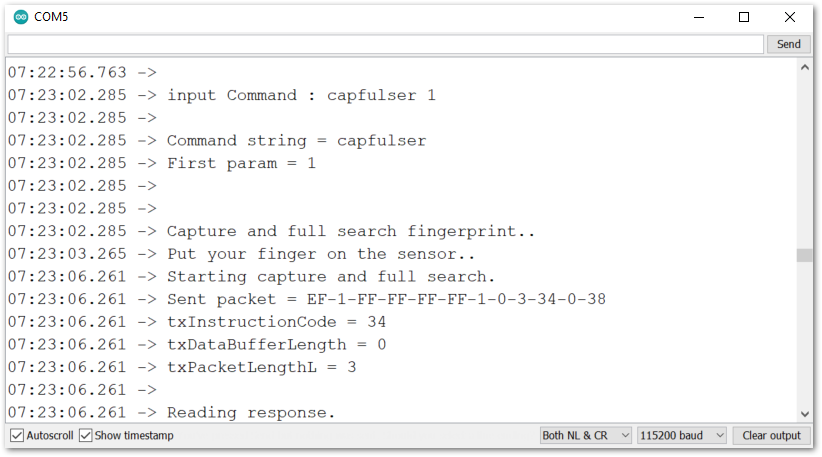 COM5
Send
07:22:56.763 ->
07:23:02.285 -> input Command : capfulser 1
07:23:02.285 ->
07:23:02.285 -> Command string = capfulser
07:23:02.285 -> First param = 1
07:23:02.285 ->
07:23:02.285 ->
07:23:02.285 -> Capture and full search fingerprint..
07:23:03.265 -> Put your finger on the sensor..
07:23:06.261 -> Starting capture and full search.
07:23:06.261 -> Sent packet = EF-1-FF-FF-FF-FF-1-0-3-34-0-38
07:23:06.261 -> txInstructionCode = 34
07:23:06.261 -> txDataBufferLength = 0
07:23:06.261 -> txPacketLengthL = 3
07:23:06.261 ->
07:23:06.261 -> Reading response.
Autoscroll Show timestamp Both NL & CR 115200 baud Clear output